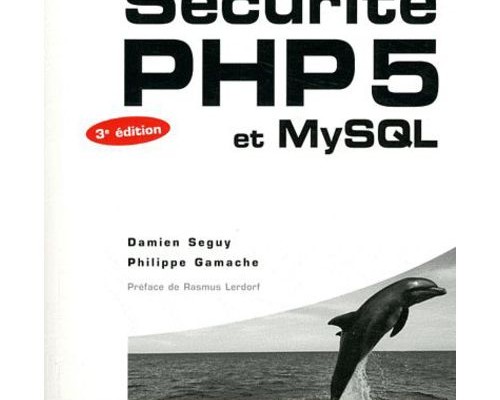 Sécurité
PHP 5
3e édition
et MySQL
Damien Seguy
Philippe Gamache
Préface de Rasmus Lerdorf